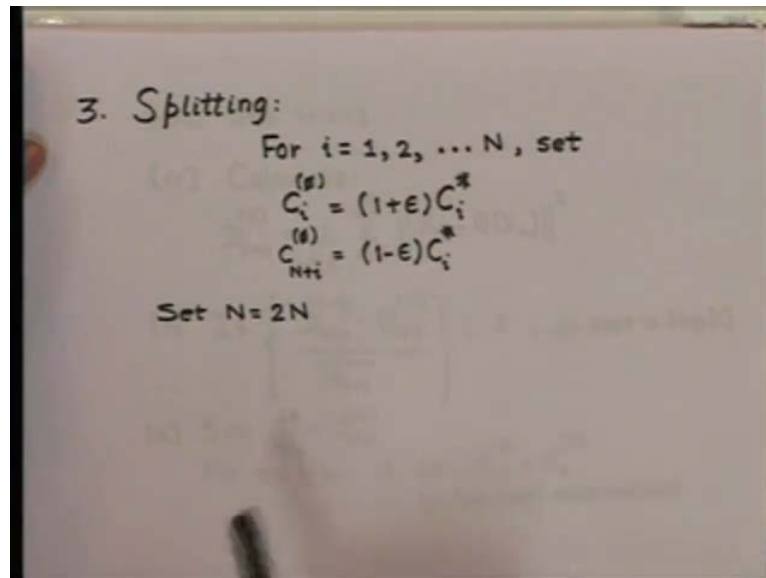 3. Splitting:
For i = 1, 2, ... N, set
C_i^(0) = (1+ϵ)C_i^*
C_{N+i}^(0) = (1-ϵ)C_i^*
Set N = 2N